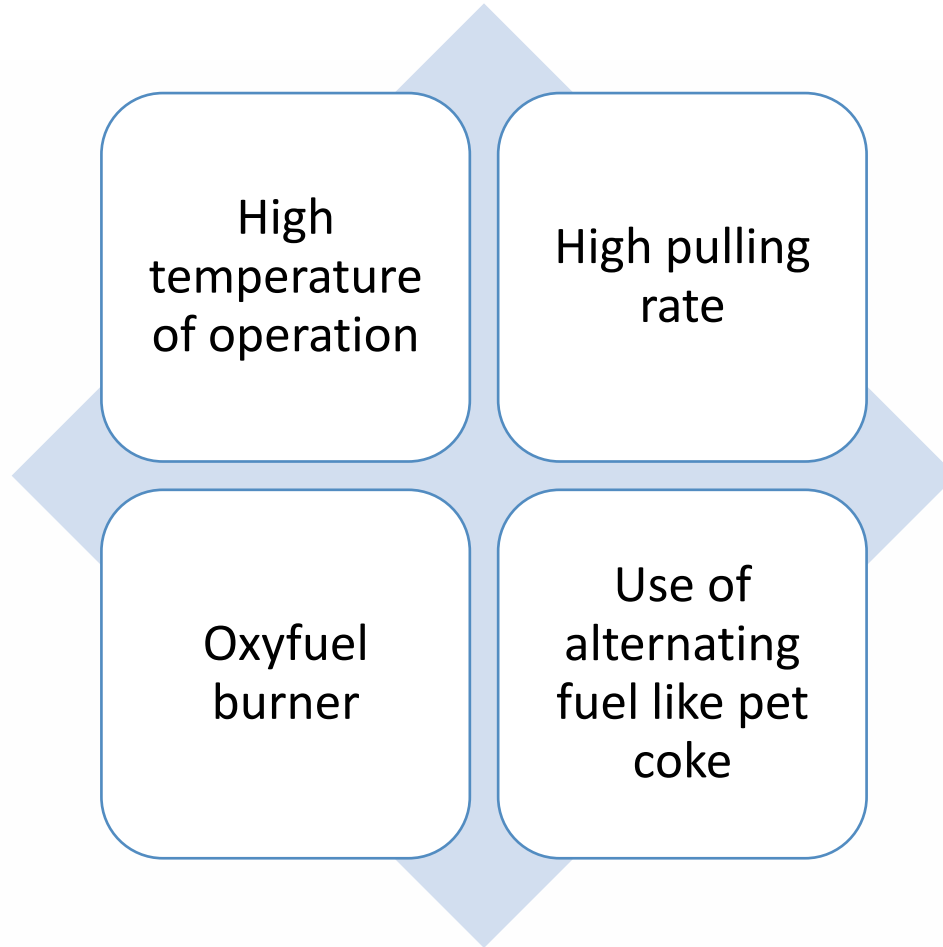 High
temperature
of operation
High pulling
rate
Oxyfuel
burner
Use of
alternating
fuel like pet
coke